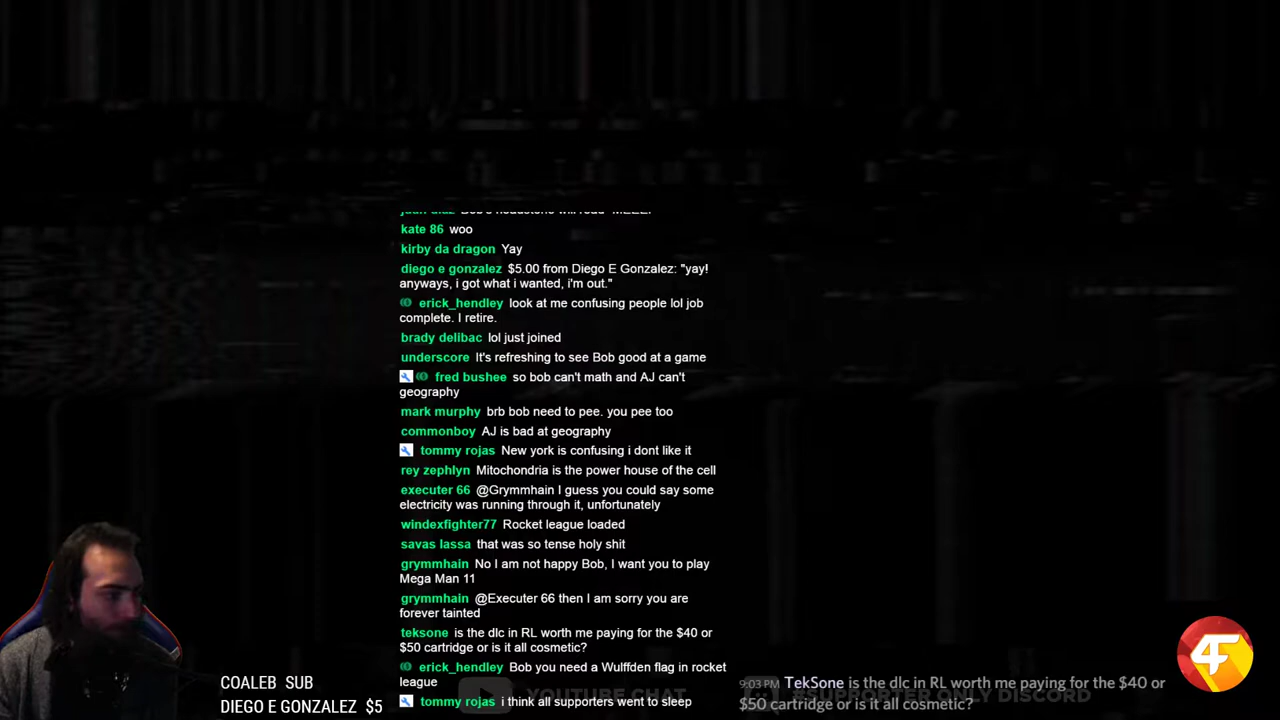 kate 86 woo
kirby da dragon Yay
diego e gonzalez $5.00 from Diego E Gonzalez: "yay!
anyways, i got what i wanted, i'm out."
erick_hendley look at me confusing people lol job
complete. I retire.
brady delibac lol just joined
underscore It's refreshing to see Bob good at a game
fred bushee so bob can't math and AJ can't
geography
mark murphy brb bob need to pee. you pee too
commonboy AJ is bad at geography
tommy rojas New york is confusing i dont like it
rey zephlyn Mitochondria is the power house of the cell
executer 66 @Grymmhain I guess you could say some
electricity was running through it, unfortunately
windexfighter77 Rocket league loaded
savas lassa that was so tense holy shit
grymmhain No I am not happy Bob, I want you to play
Mega Man 11
grymmhain @Executer 66 then I am sorry you are
forever tainted
teksone is the dlc in RL worth me paying for the $40 or
$50 cartridge or is it all cosmetic?
erick_hendley Bob you need a Wulffden flag in rocket
league
tommy rojas i think all supporters went to sleep
YOUTUBE CHAT
COALEB SUB
DIEGO E GONZALEZ $5
9:03 PM TekSone is the dlc in RL worth me paying for the $40 or
$50 cartridge or is it all cosmetic?
SUPPORTER ONLY DISCORD
4F